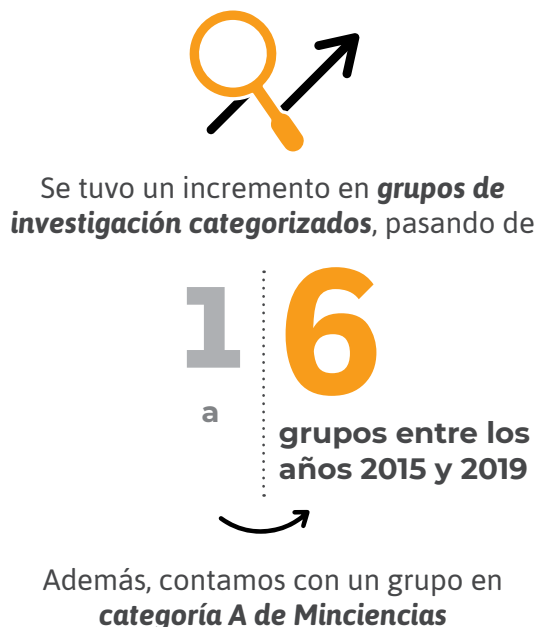 Se tuvo un incremento en grupos de
investigación categorizados, pasando de
1
a
6
grupos entre los
años 2015 y 2019
Además, contamos con un grupo en
categoría A de Minciencias